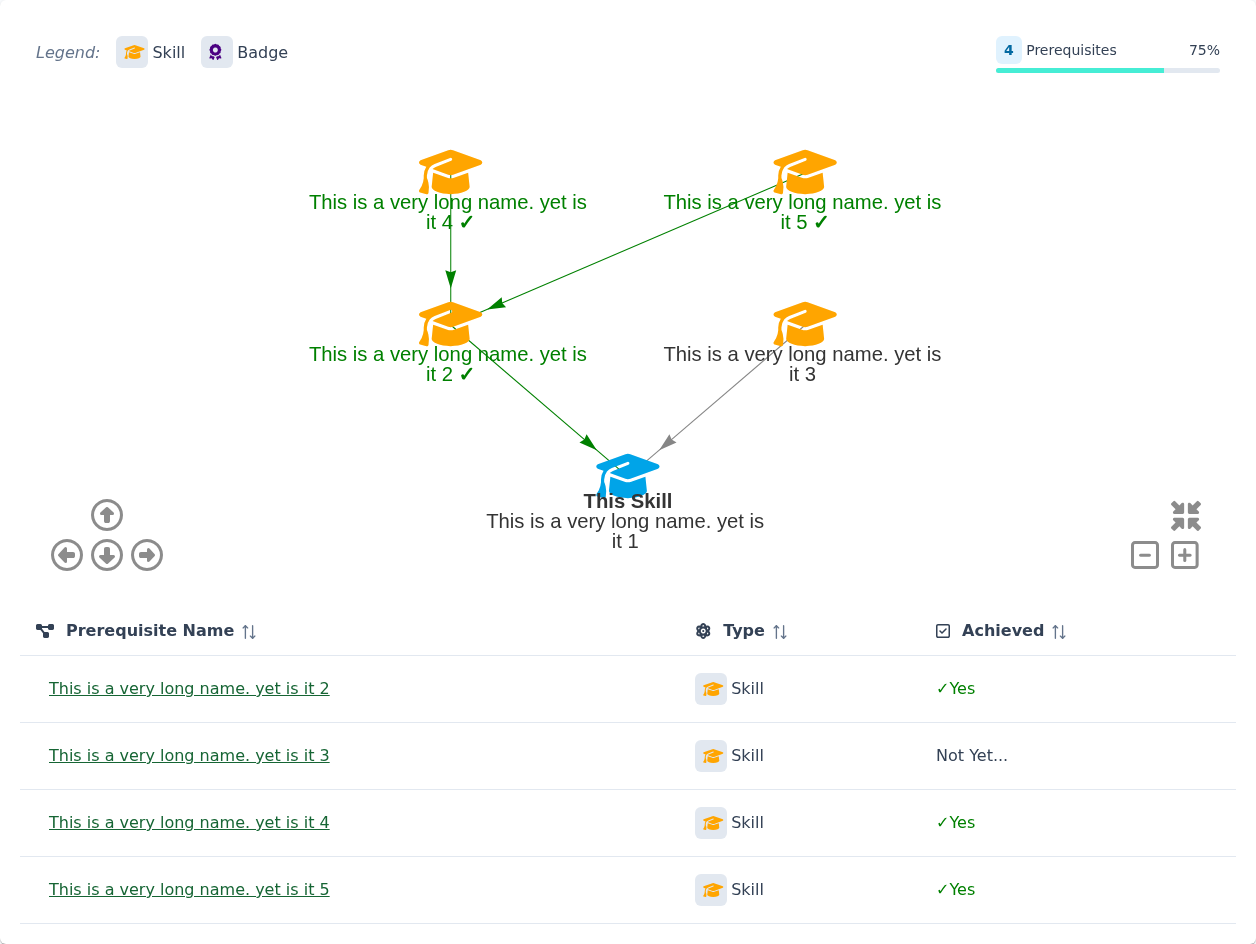 Legend: Skill Badge
4 Prerequisites 75%
This is a very long name. yet is
it 4 ✓
This is a very long name. yet is
it 5 ✓
This is a very long name. yet is
it 2 ✓
This is a very long name. yet is
it 3
This Skill
This is a very long name. yet is
it 1
Prerequisite Name Type Achieved
This is a very long name. yet is it 2 Skill ✓Yes
This is a very long name. yet is it 3 Skill Not Yet...
This is a very long name. yet is it 4 Skill ✓Yes
This is a very long name. yet is it 5 Skill ✓Yes